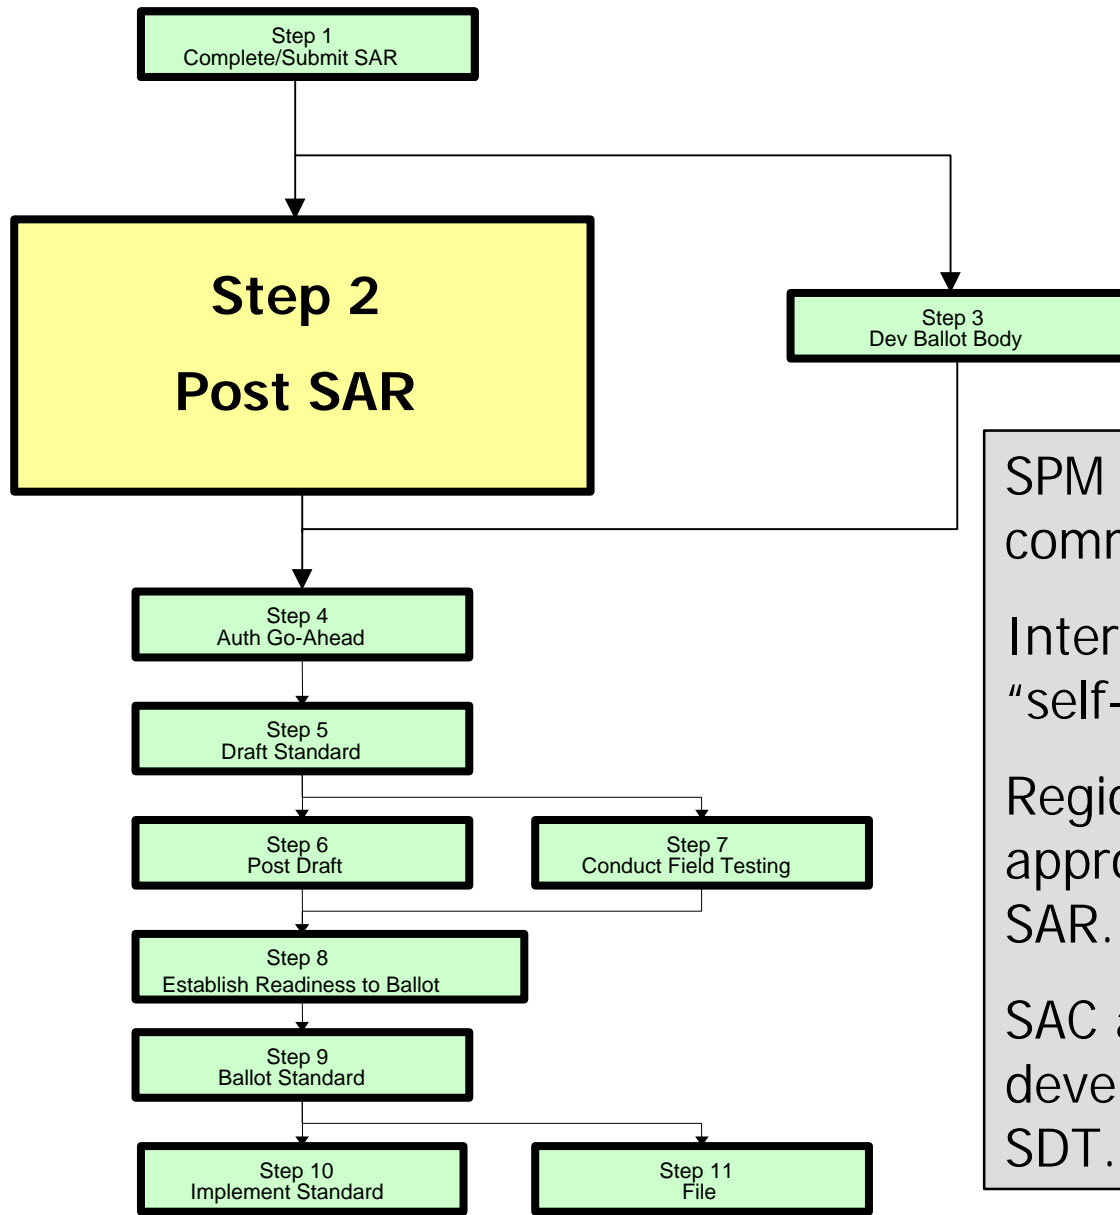 Step 1
Complete/Submit SAR
Step 2
Post SAR
Step 3
Dev Ballot Body
Step 4
Auth Go-Ahead
Step 5
Draft Standard
Step 6
Post Draft
Step 7
Conduct Field Testing
Step 8
Establish Readiness to Ballot
Step 9
Ballot Standard
Step 10
Implement Standard
Step 11
File
SPM
“self-
SAR.
SAC
SDT.